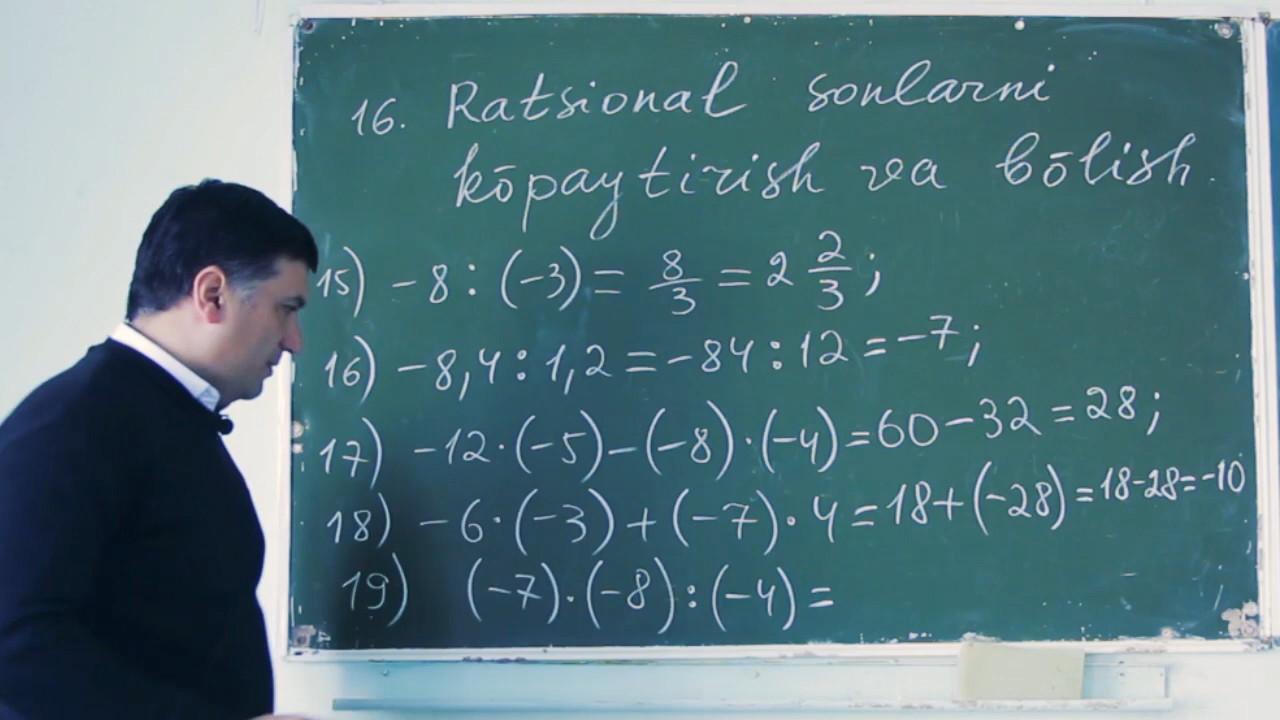 16. Ratsional sonlarni
kōpaytirish va bōlish.
15) -8 : (-3) = 8/3 = 2 2/3 ;
16) -8,4 : 1,2 = -84 : 12 = -7 ;
17) -12 · (-5) - (-8) · (-4) = 60 - 32 = 28 ;
18) -6 · (-3) + (-7) · 4 = 18 + (-28) = 18 - 28 = -10
19) (-7) · (-8) : (-4) =